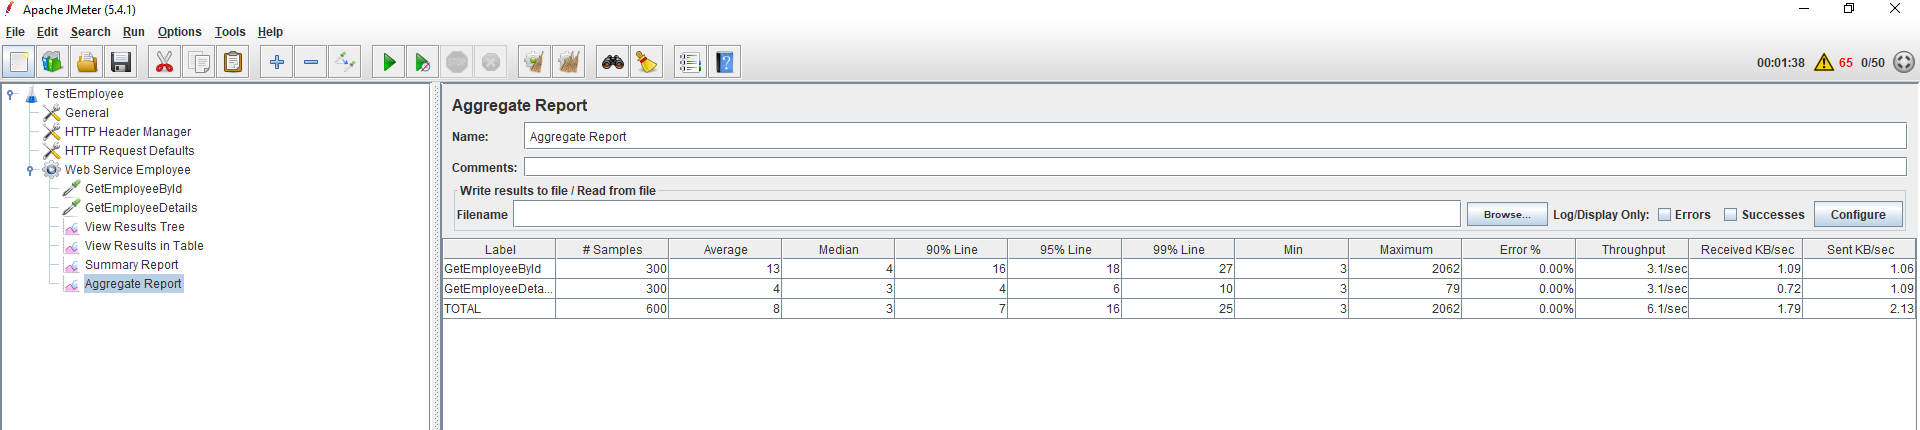 Apache JMeter (5.4.1)
File Edit Search Run Options Tools Help
STOP
00:01:38 65 0/50
TestEmployee
General
HTTP Header Manager
HTTP Request Defaults
Web Service Employee
GetEmployeeById
GetEmployeeDetails
View Results Tree
View Results in Table
Summary Report
Aggregate Report
Aggregate Report
Name: Aggregate Report
Comments:
Write results to file / Read from file
Filename Browse... Log/Display Only: Errors Successes Configure
Label # Samples Average Median 90% Line 95% Line 99% Line Min Maximum Error % Throughput Received KB/sec Sent KB/sec
GetEmployeeById 300 13 4 16 18 27 3 2062 0.00% 3.1/sec 1.09 1.06
GetEmployeeDeta... 300 4 3 4 6 10 3 79 0.00% 3.1/sec 0.72 1.09
TOTAL 600 8 3 7 16 25 3 2062 0.00% 6.1/sec 1.79 2.13